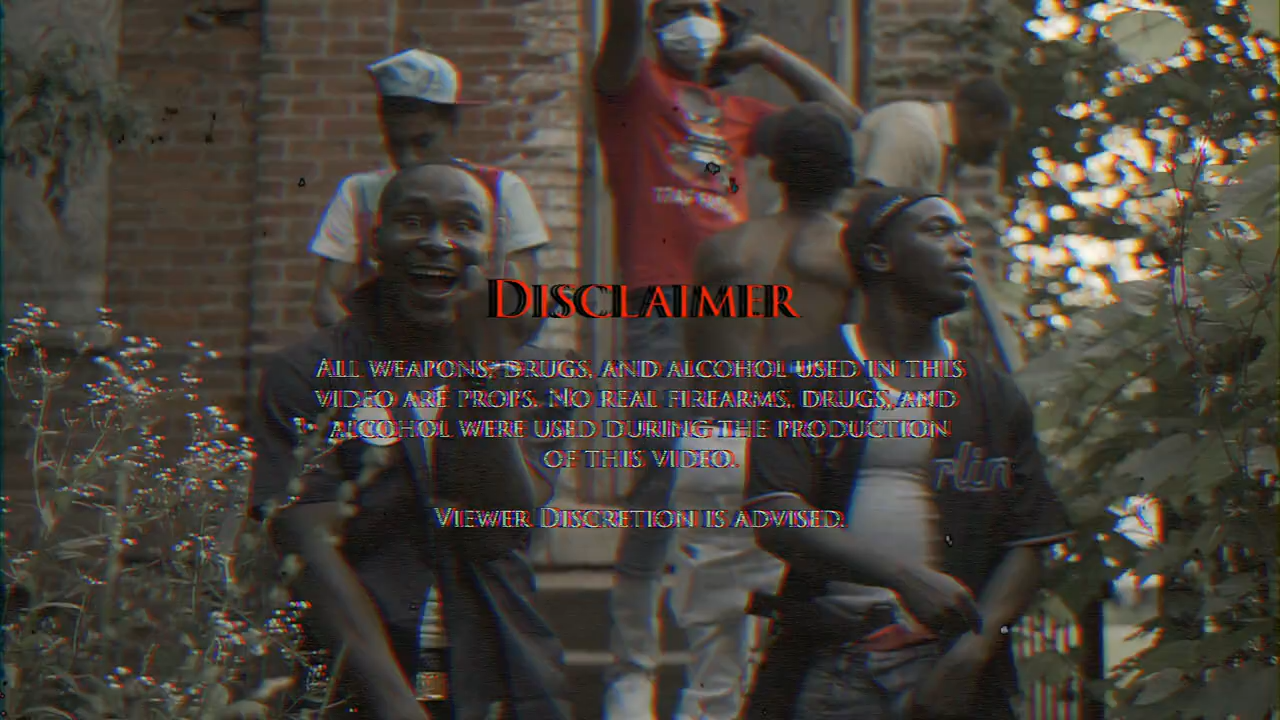 DISCLAIMER
ALL WEAPONS, DRUGS, AND ALCOHOL USED IN THIS
VIDEO ARE PROPS. NO REAL FIREARMS, DRUGS, AND
ALCOHOL WERE USED DURING THE PRODUCTION
OF THIS VIDEO.
VIEWER DISCRETION IS ADVISED.
rlin